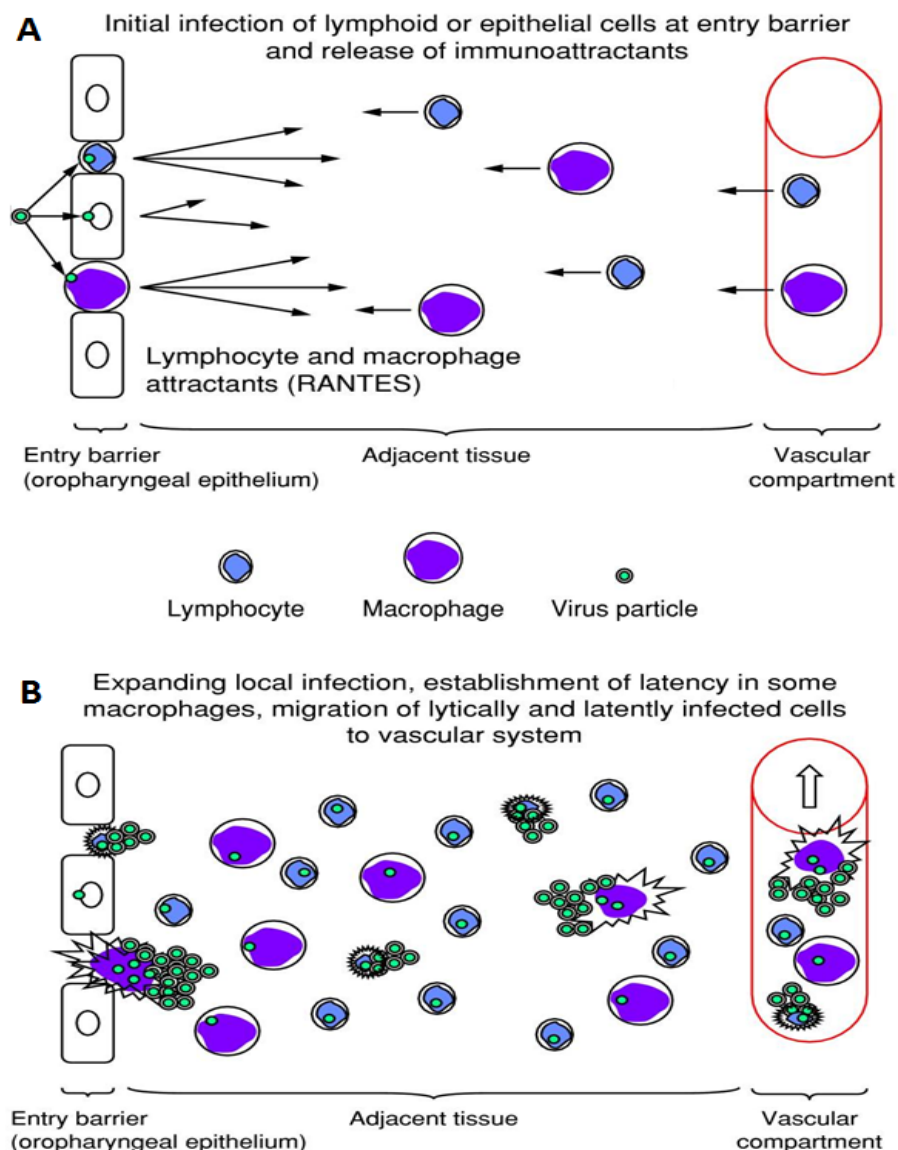 A
Initial infection of lymphoid or epithelial cells at entry barrier
and release of immunoattractants
Lymphocyte and macrophage
attractants (RANTES)
Entry barrier
(oropharyngeal epithelium)
Adjacent tissue
Vascular
compartment
Lymphocyte
Macrophage
Virus particle
B
Expanding local infection, establishment of latency in some
macrophages, migration of lytically and latently infected cells
to vascular system
Entry barrier
(oropharyngeal epithelium)
Adjacent tissue
Vascular
compartment